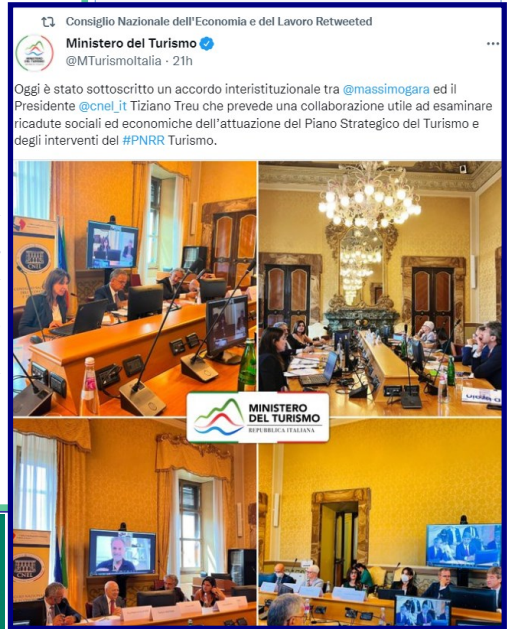 Consiglio Nazionale dell'Economia e del Lavoro Retweeted
Ministero del Turismo
@MTurismoItalia · 21h
Oggi è stato sottoscritto un accordo interistituzionale tra @massimogara ed il
Presidente @cnel_it Tiziano Treu che prevede una collaborazione utile ad esaminare
ricadute sociali ed economiche dell'attuazione del Piano Strategico del Turismo e
degli interventi del #PNRR Turismo.
CNEL
MINISTERO
DEL TURISMO
REPUBBLICA ITALIANA
CNEL